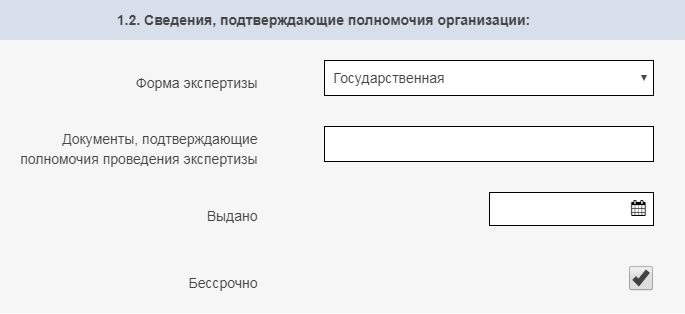 1.2. Сведения, подтверждающие полномочия организации:
Форма экспертизы
Государственная
Документы, подтверждающие
полномочия проведения экспертизы
Выдано
Бессрочно